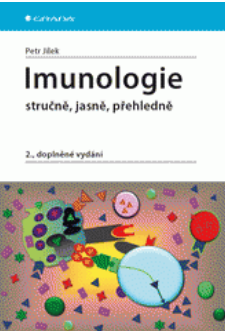 GRADA
Petr Jílek
Imunologie
stručně, jasně, přehledně
2., doplněné vydání